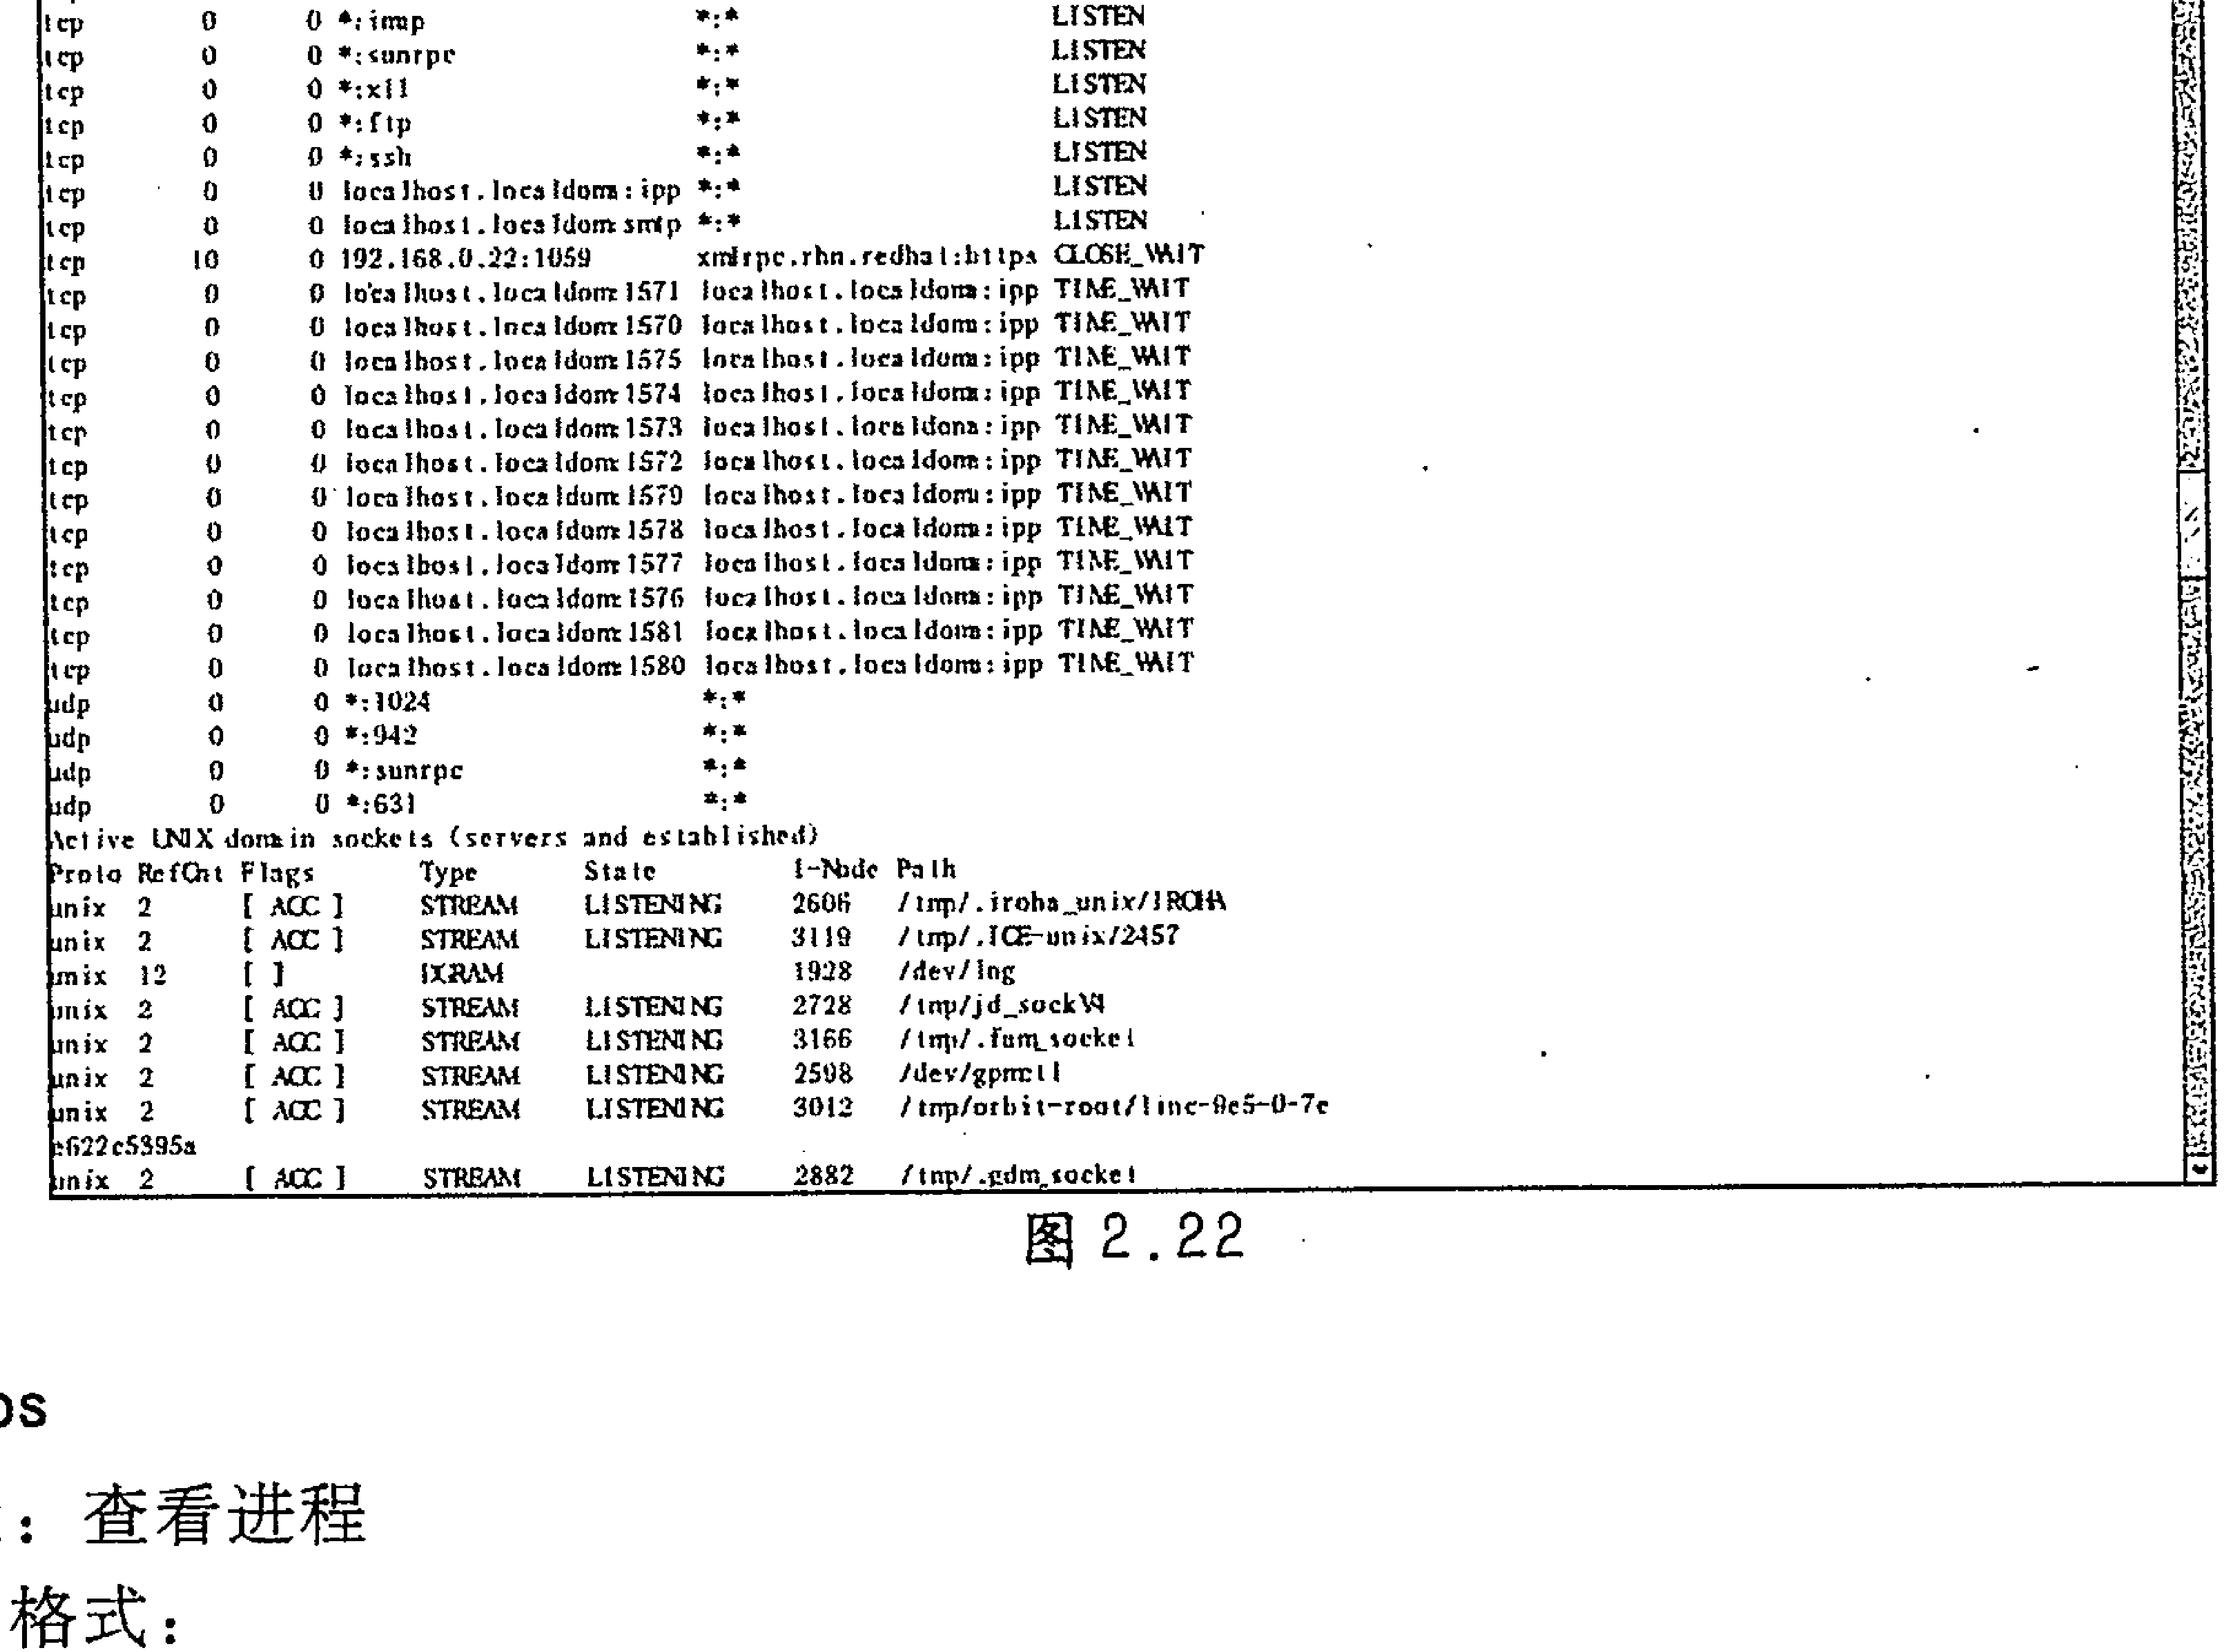 tcp 0 0 *:imap *:* LISTEN
tcp 0 0 *:sunrpc *:* LISTEN
tcp 0 0 *:x11 *:* LISTEN
tcp 0 0 *:ftp *:* LISTEN
tcp 0 0 *:ssh *:* LISTEN
tcp 0 0 localhost.localdoma:ipp *:* LISTEN
tcp 0 0 localhost.localdom:smtp *:* LISTEN
tcp 10 0 192.168.0.22:1059 xmlrpc.rhn.redhat:https CLOSE_WAIT
tcp 0 0 localhost.localdom:1571 localhost.localdoma:ipp TIME_WAIT
tcp 0 0 localhost.localdom:1570 localhost.localdoma:ipp TIME_WAIT
tcp 0 0 localhost.localdom:1575 localhost.localdoma:ipp TIME_WAIT
tcp 0 0 localhost.localdom:1574 localhost.localdoma:ipp TIME_WAIT
tcp 0 0 localhost.localdom:1573 localhost.localdoma:ipp TIME_WAIT
tcp 0 0 localhost.localdom:1572 localhost.localdoma:ipp TIME_WAIT
tcp 0 0 localhost.localdom:1579 localhost.localdoma:ipp TIME_WAIT
tcp 0 0 localhost.localdom:1578 localhost.localdoma:ipp TIME_WAIT
tcp 0 0 localhost.localdom:1577 localhost.localdoma:ipp TIME_WAIT
tcp 0 0 localhost.localdom:1576 localhost.localdoma:ipp TIME_WAIT
tcp 0 0 localhost.localdom:1581 localhost.localdoma:ipp TIME_WAIT
tcp 0 0 localhost.localdom:1580 localhost.localdoma:ipp TIME_WAIT
udp 0 0 *:1024 *:*
udp 0 0 *:942 *:*
udp 0 0 *:sunrpc *:*
udp 0 0 *:631 *:*
Active UNIX domain sockets (servers and established)
Proto RefCnt Flags Type State I-Node Path
unix 2 [ ACC ] STREAM LISTENING 2606 /tmp/.iroha_unix/IROHA
unix 2 [ ACC ] STREAM LISTENING 3119 /tmp/.ICE-unix/2457
unix 12 [ ] DGRAM 1928 /dev/log
unix 2 [ ACC ] STREAM LISTENING 2728 /tmp/jd_sockV4
unix 2 [ ACC ] STREAM LISTENING 3166 /tmp/.fam_socket
unix 2 [ ACC ] STREAM LISTENING 2598 /dev/gpmctl
unix 2 [ ACC ] STREAM LISTENING 3012 /tmp/orbit-root/linc-9e5-0-7e
e622c5395a
unix 2 [ ACC ] STREAM LISTENING 2882 /tmp/.gdm_socket
图 2.22
ps
：查看进程
格式：